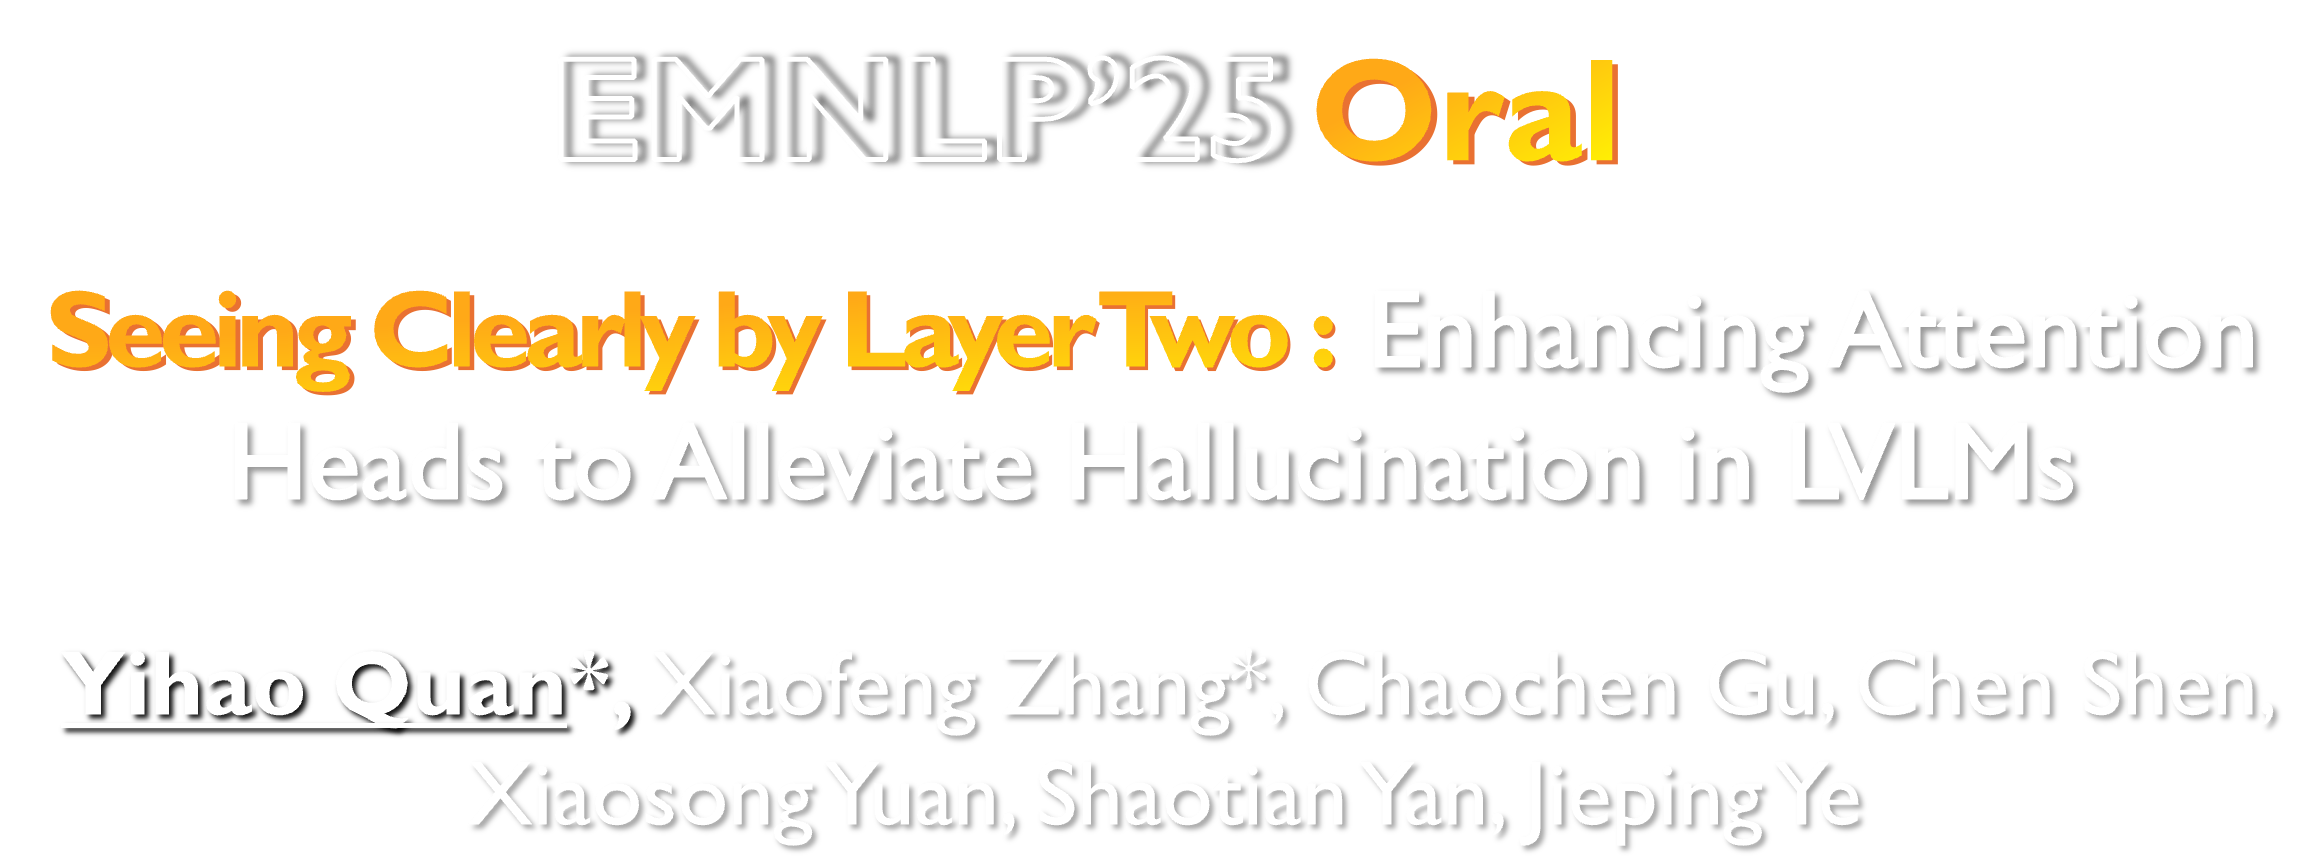 EMNLP’25 Oral
Seeing Clearly by Layer Two : Enhancing Attention
Heads to Alleviate Hallucination in LVLMs
Yihao Quan*, Xiaofeng Zhang*, Chaochen Gu, Chen Shen,
Xiaosong Yuan, Shaotian Yan, Jieping Ye